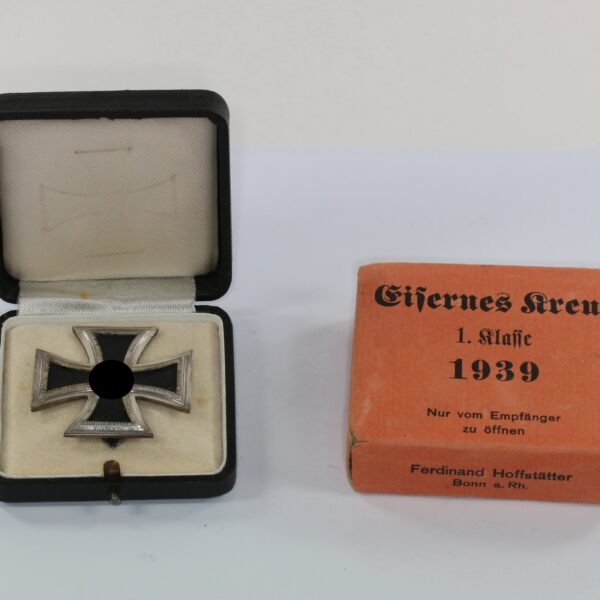 Eisernes Kreu
1. Klasse
1939
Nur vom Empfänger
zu öffnen
Ferdinand Hoffstätter
Bonn a. Rh.